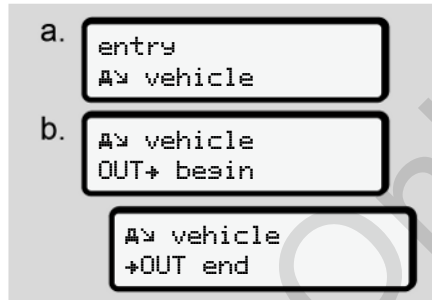 a.
entry
vehicle
b.
vehicle
OUT➔ begin
vehicle
➔OUT end